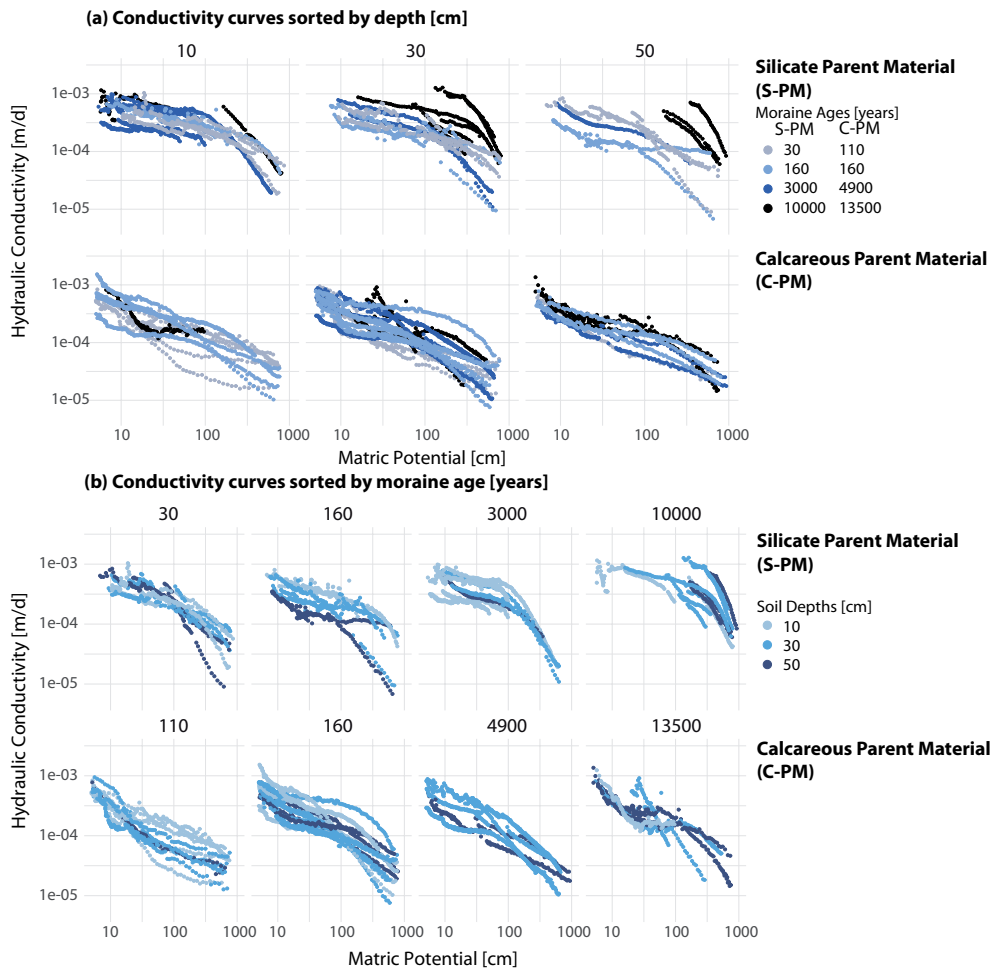 (a) Conductivity curves sorted by depth [cm]
10 30 50
Silicate Parent Material
(S-PM)
Moraine Ages [years]
S-PM C-PM
30 110
160 160
3000 4900
10000 13500
1e-03
1e-04
1e-05
Hydraulic Conductivity [m/d]
Calcareous Parent Material
(C-PM)
1e-03
1e-04
1e-05
10 100 1000 10 100 1000 10 100 1000
Matric Potential [cm]
(b) Conductivity curves sorted by moraine age [years]
30 160 3000 10000
Silicate Parent Material
(S-PM)
Soil Depths [cm]
10
30
50
1e-03
1e-04
1e-05
Hydraulic Conductivity [m/d]
110 160 4900 13500
Calcareous Parent Material
(C-PM)
1e-03
1e-04
1e-05
10 100 1000 10 100 1000 10 100 1000 10 100 1000
Matric Potential [cm]